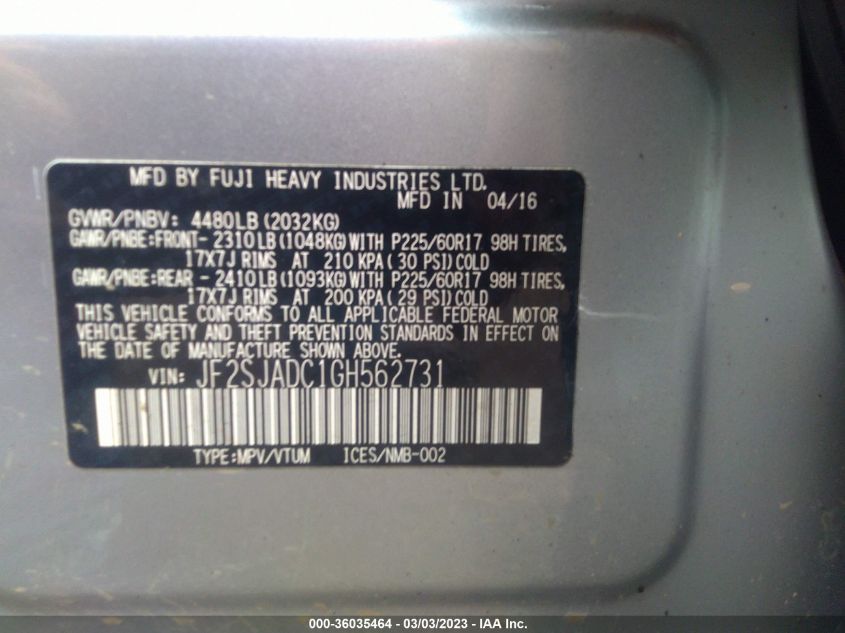 MFD BY FUJI HEAVY INDUSTRIES LTD.
MFD IN 04/16
GVWR/PNBV: 4480LB (2032KG)
GAWR/PNBE:FRONT- 2310LB (1048KG) WITH P225/60R17 98H TIRES,
17X7J RIMS AT 210 KPA ( 30 PSI) COLD
GAWR/PNBE:REAR - 2410LB (1093KG) WITH P225/60R17 98H TIRES,
17X7J RIMS AT 200 KPA ( 29 PSI) COLD
THIS VEHICLE CONFORMS TO ALL APPLICABLE FEDERAL MOTOR
VEHICLE SAFETY AND THEFT PREVENTION STANDARDS IN EFFECT ON
THE DATE OF MANUFACTURE SHOWN ABOVE.
VIN: JF2SJADC1GH562731
TYPE:MPV/VTUM ICES/NMB-002
000-36035464 - 03/03/2023 - IAA Inc.